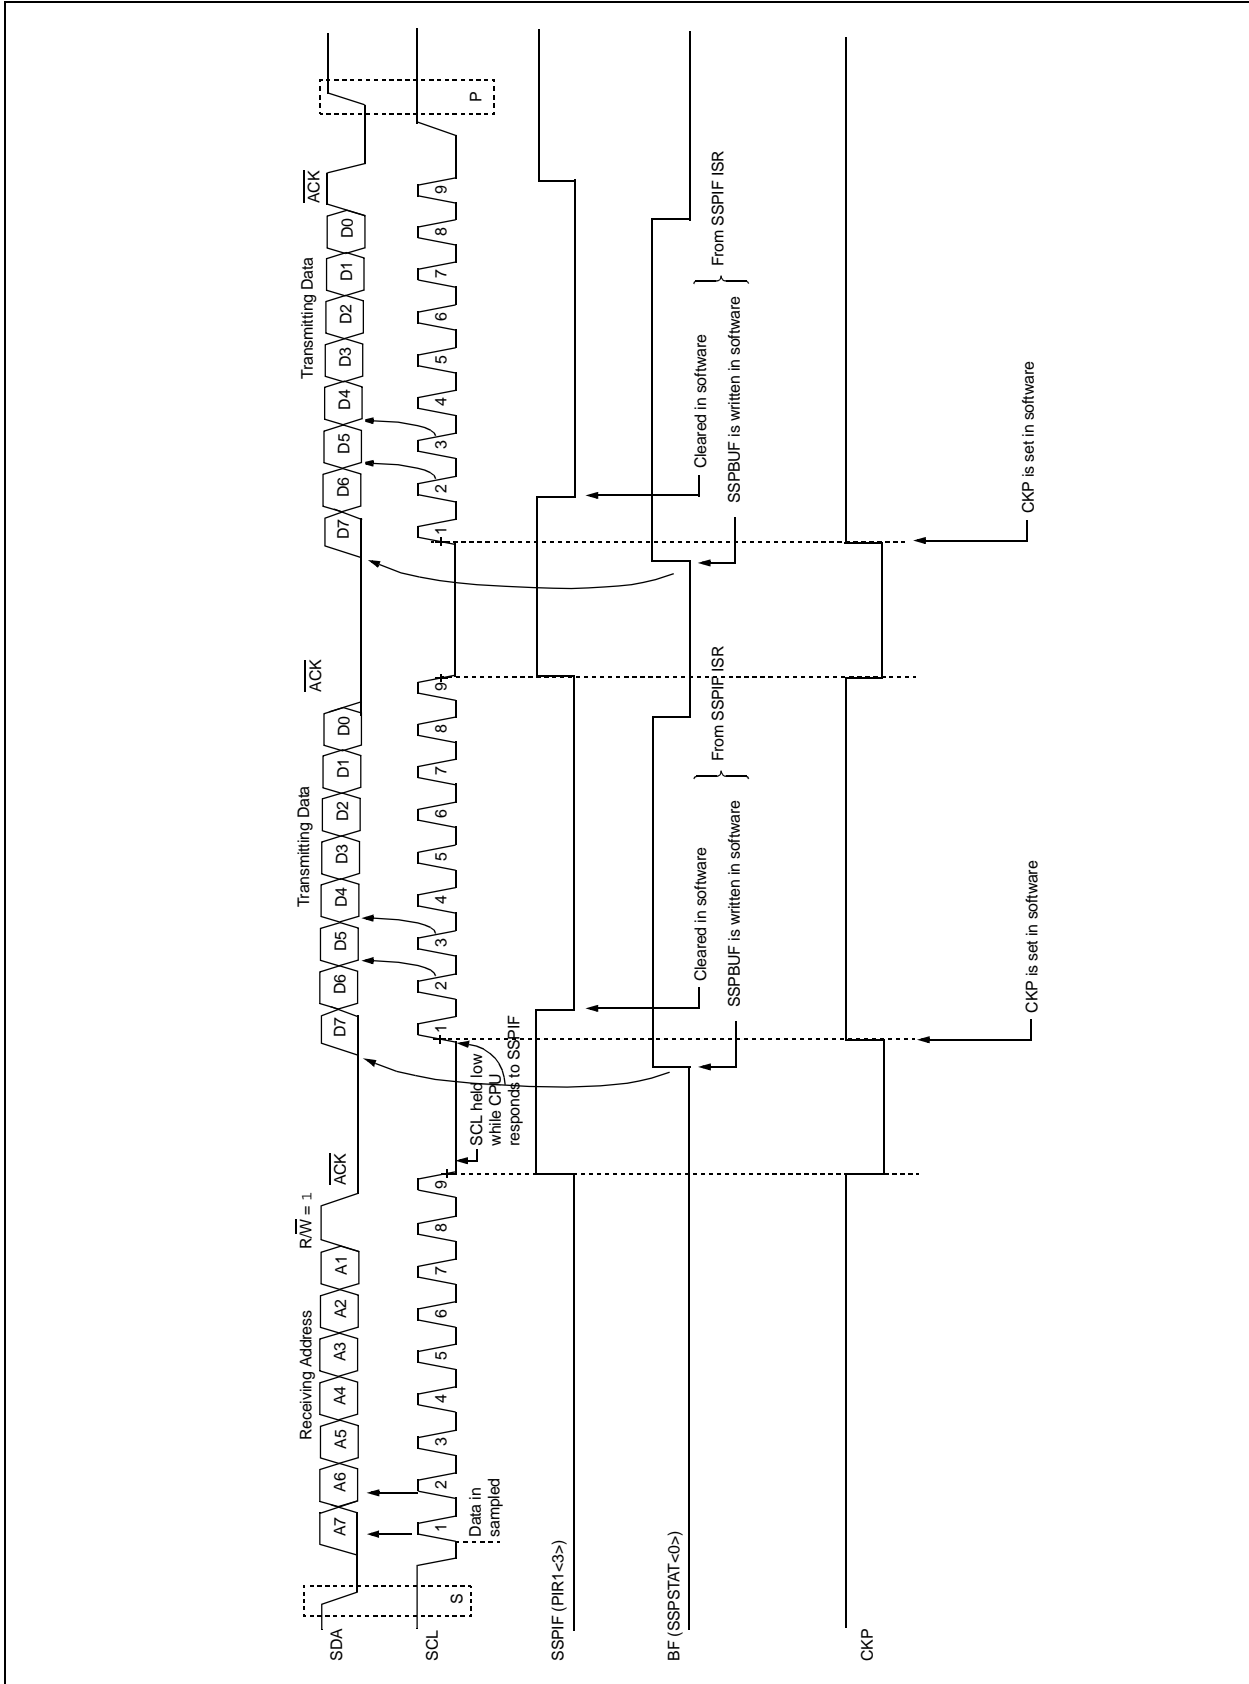 Receiving Address
R/W = 1
ACK
Transmitting Data
ACK
Transmitting Data
ACK
SDA
A7 A6 A5 A4 A3 A2 A1
D7 D6 D5 D4 D3 D2 D1 D0
D7 D6 D5 D4 D3 D2 D1 D0
SCL
1 2 3 4 5 6 7 8 9
1 2 3 4 5 6 7 8 9
1 2 3 4 5 6 7 8 9
S
P
Data in
sampled
SCL held low
while CPU
responds to SSPIF
SSPIF (PIR1<3>)
BF (SSPSTAT<0>)
Cleared in software
SSPBUF is written in software
From SSPIF ISR
Cleared in software
SSPBUF is written in software
From SSPIF ISR
CKP
CKP is set in software
CKP is set in software